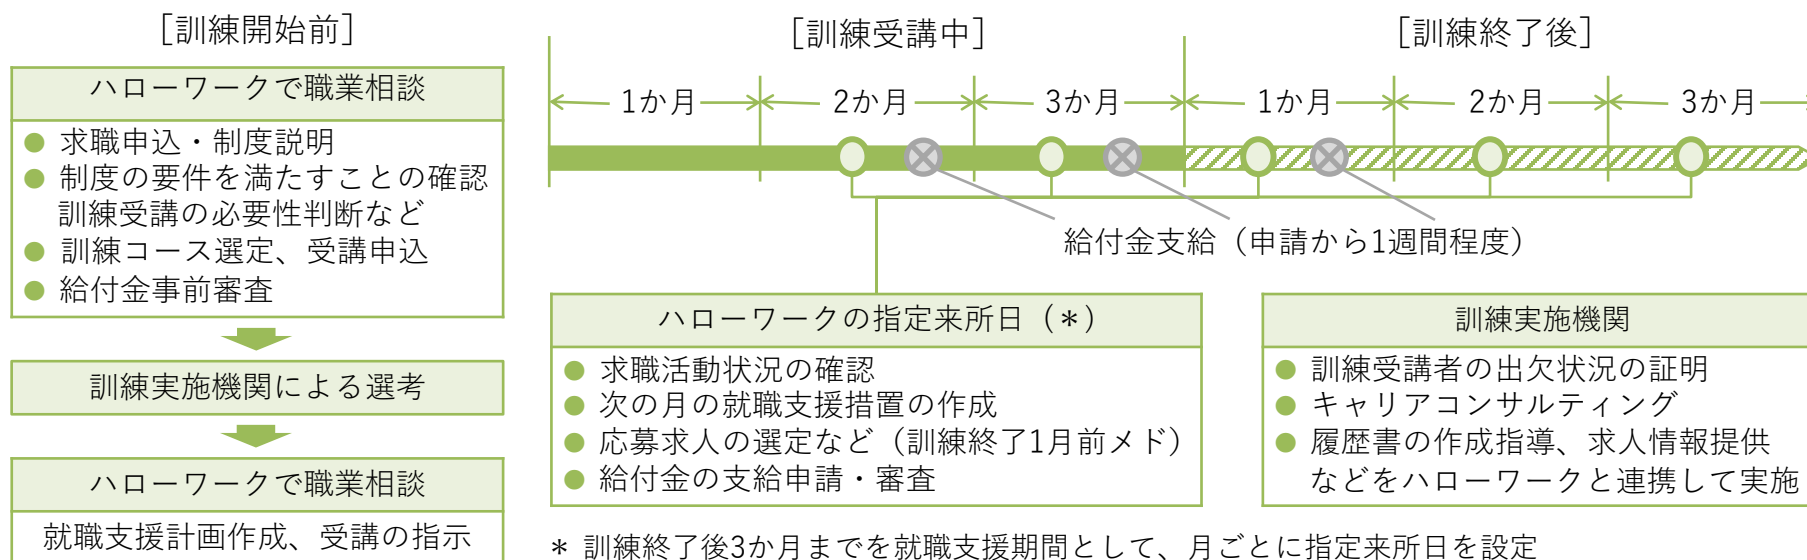 [訓練開始前]
ハローワークで職業相談
● 求職申込・制度説明
● 制度の要件を満たすことの確認
訓練受講の必要性判断など
● 訓練コース選定、受講申込
● 給付金事前審査
訓練実施機関による選考
ハローワークで職業相談
就職支援計画作成、受講の指示
[訓練受講中]
[訓練終了後]
1か月
2か月
3か月
1か月
2か月
3か月
給付金支給（申請から1週間程度）
ハローワークの指定来所日（＊）
● 求職活動状況の確認
● 次の月の就職支援措置の作成
● 応募求人の選定など（訓練終了1月前メド）
● 給付金の支給申請・審査
訓練実施機関
● 訓練受講者の出欠状況の証明
● キャリアコンサルティング
● 履歴書の作成指導、求人情報提供
などをハローワークと連携して実施
＊ 訓練終了後3か月までを就職支援期間として、月ごとに指定来所日を設定